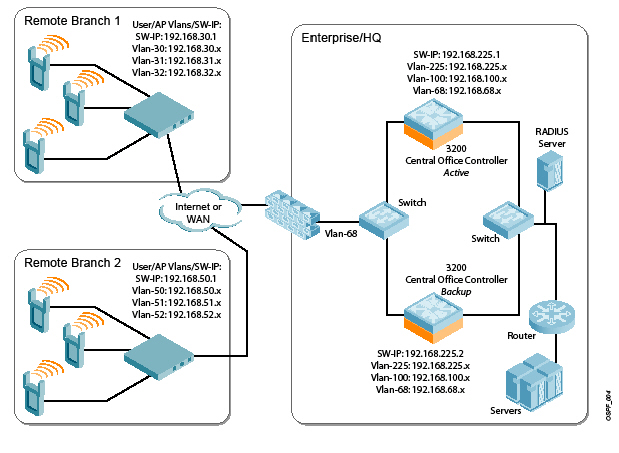 Remote Branch 1
User/AP Vlans/SW-IP:
SW-IP: 192.168.30.1
Vlan-30: 192.168.30.x
Vlan-31: 192.168.31.x
Vlan-32: 192.168.32.x
Internet or
WAN
Remote Branch 2
User/AP Vlans/SW-IP:
SW-IP: 192.168.50.1
Vlan-50: 192.168.50.x
Vlan-51: 192.168.51.x
Vlan-52: 192.168.52.x
Enterprise/HQ
SW-IP: 192.168.225.1
Vlan-225: 192.168.225.x
Vlan-100: 192.168.100.x
Vlan-68: 192.168.68.x
3200
Central Office Controller
Active
RADIUS
Server
Switch
Vlan-68
Switch
3200
Central Office Controller
Backup
SW-IP: 192.168.225.2
Vlan-225: 192.168.225.x
Vlan-100: 192.168.100.x
Vlan-68: 192.168.68.x
Router
Servers
OSPF_004